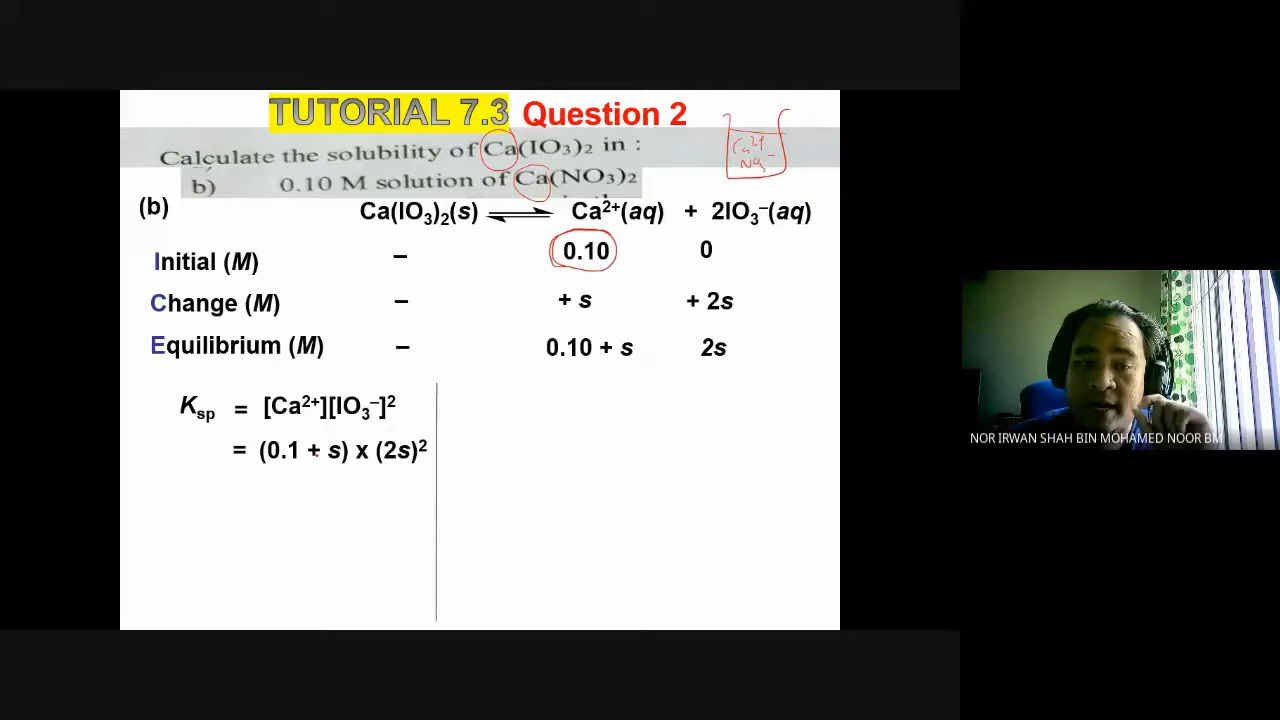 TUTORIAL 7.3 Question 2
Calculate the solubility of Ca(IO₃)₂ in :
b) 0.10 M solution of Ca(NO₃)₂
Ca²⁺
NO₃⁻
(b) Ca(IO₃)₂(s) ⇌ Ca²⁺(aq) + 2IO₃⁻(aq)
Initial (M) – 0.10 0
Change (M) – + s + 2s
Equilibrium (M) – 0.10 + s 2s
Ksp = [Ca²⁺][IO₃⁻]²
= (0.1 + s) x (2s)²
NOR IRWAN SHAH BIN MOHAMED NOOR BM